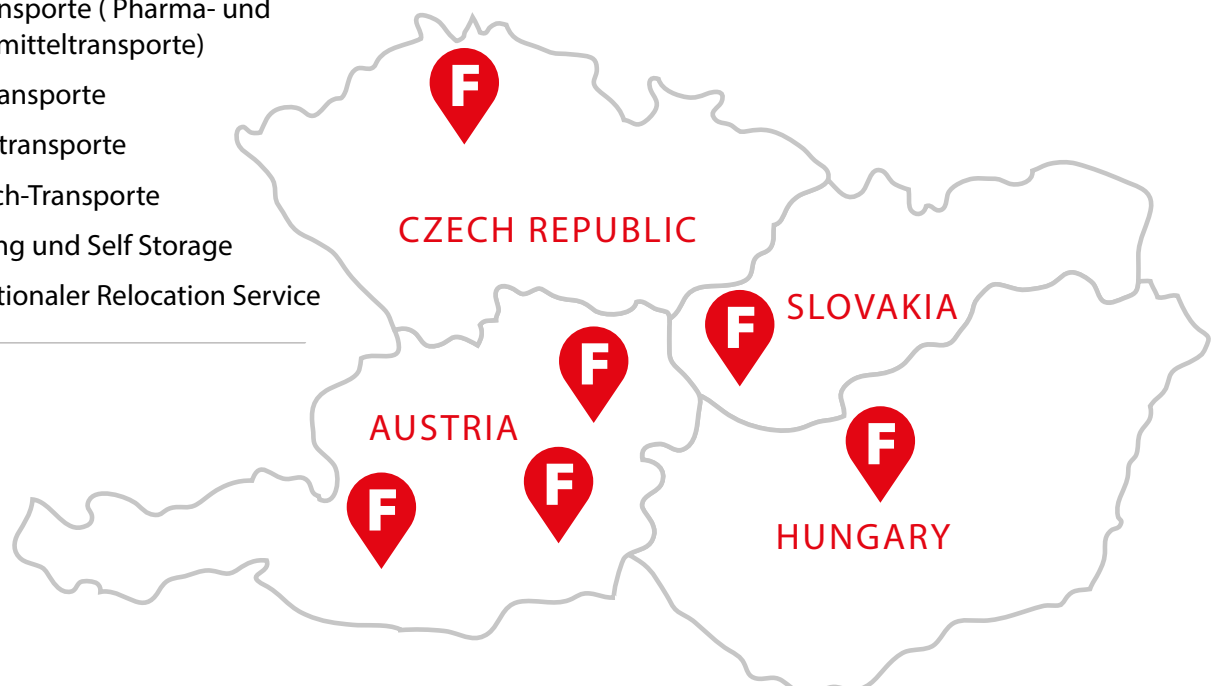 nsporte ( Pharma- und
mitteltransporte)
ansporte
transporte
ch-Transporte
ng und Self Storage
tionaler Relocation Service
F
CZECH REPUBLIC
F
SLOVAKIA
F
AUSTRIA
F
F
F
HUNGARY